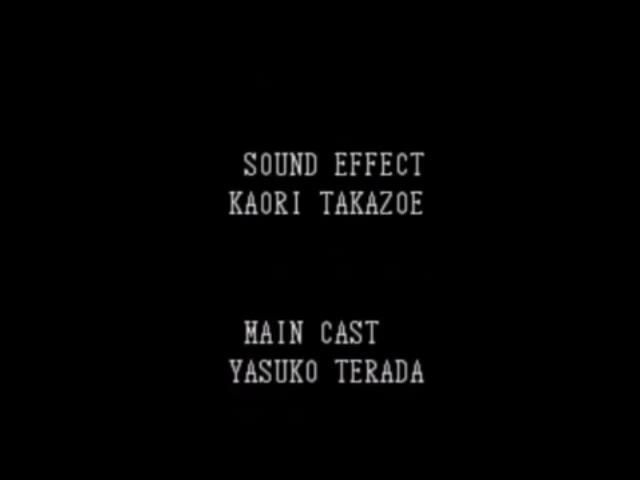 SOUND EFFECT
KAORI TAKAZOE
MAIN CAST
YASUKO TERADA